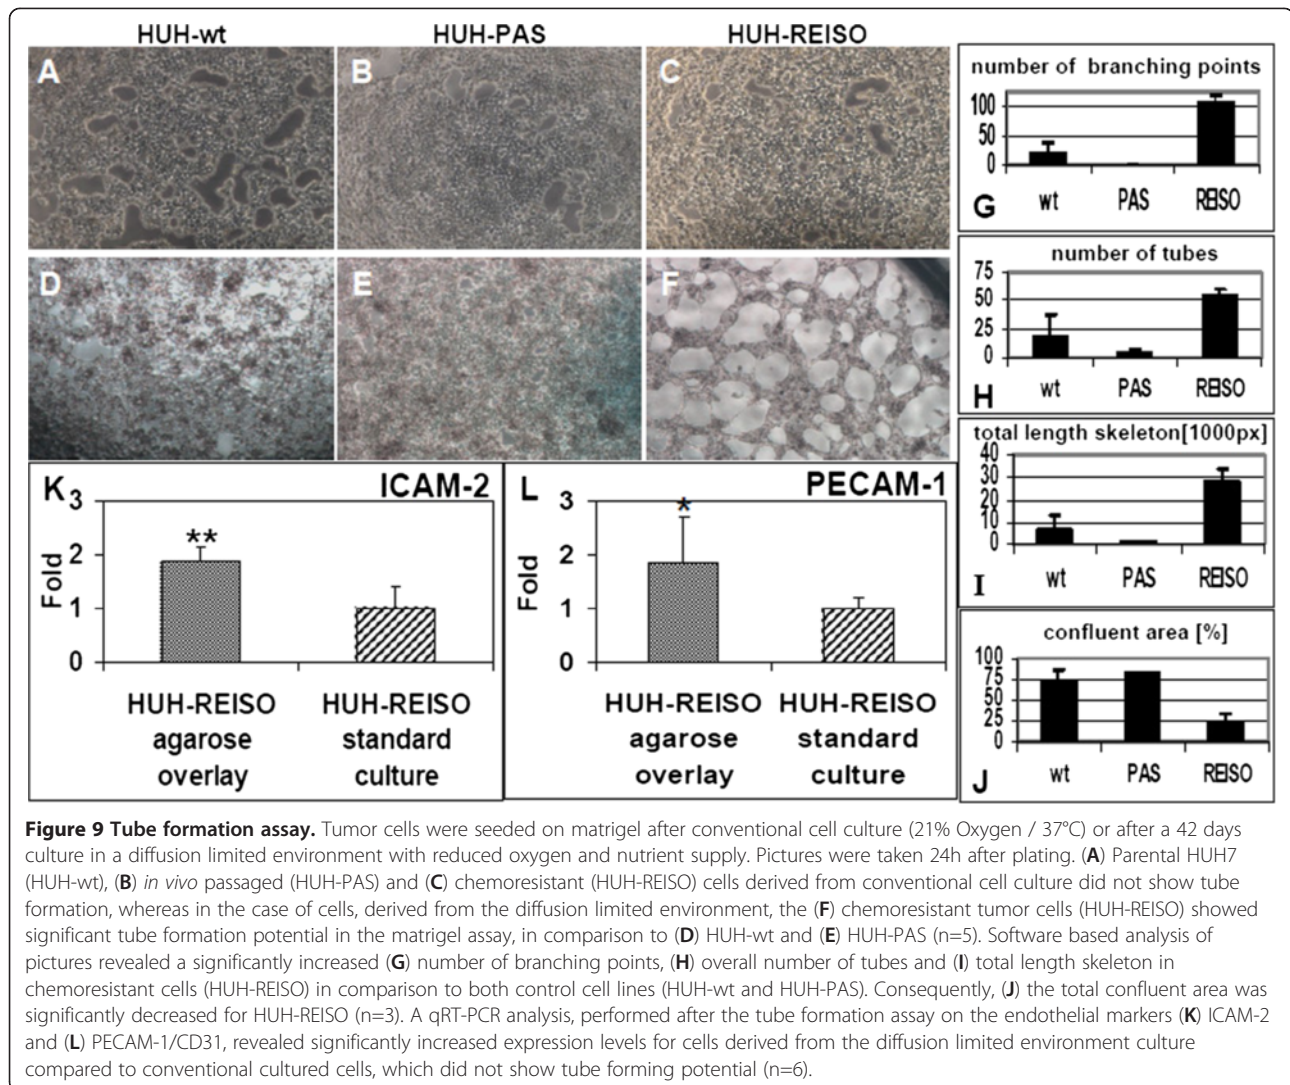 HUH-wt HUH-PAS HUH-REISO
A B C
D E F
number of branching points
100
50
0
wt PAS REISO
G
number of tubes
75
50
25
0
wt PAS REISO
H
total length skeleton[1000px]
40
30
20
10
0
wt PAS REISO
I
confluent area [%]
100
75
50
25
0
wt PAS REISO
J
K ICAM-2
3
2
1
0
Fold
**
HUH-REISO HUH-REISO
agarose standard
overlay culture
L PECAM-1
3
2
1
0
Fold
*
HUH-REISO HUH-REISO
agarose standard
overlay culture
Figure 9 Tube formation assay. Tumor cells were seeded on matrigel after conventional cell culture (21% Oxygen / 37°C) or after a 42 days
culture in a diffusion limited environment with reduced oxygen and nutrient supply. Pictures were taken 24h after plating. (A) Parental HUH7
(HUH-wt), (B) in vivo passaged (HUH-PAS) and (C) chemoresistant (HUH-REISO) cells derived from conventional cell culture did not show tube
formation, whereas in the case of cells, derived from the diffusion limited environment, the (F) chemoresistant tumor cells (HUH-REISO) showed
significant tube formation potential in the matrigel assay, in comparison to (D) HUH-wt and (E) HUH-PAS (n=5). Software based analysis of
pictures revealed a significantly increased (G) number of branching points, (H) overall number of tubes and (I) total length skeleton in
chemoresistant cells (HUH-REISO) in comparison to both control cell lines (HUH-wt and HUH-PAS). Consequently, (J) the total confluent area was
significantly decreased for HUH-REISO (n=3). A qRT-PCR analysis, performed after the tube formation assay on the endothelial markers (K) ICAM-2
and (L) PECAM-1/CD31, revealed significantly increased expression levels for cells derived from the diffusion limited environment culture
compared to conventional cultured cells, which did not show tube forming potential (n=6).